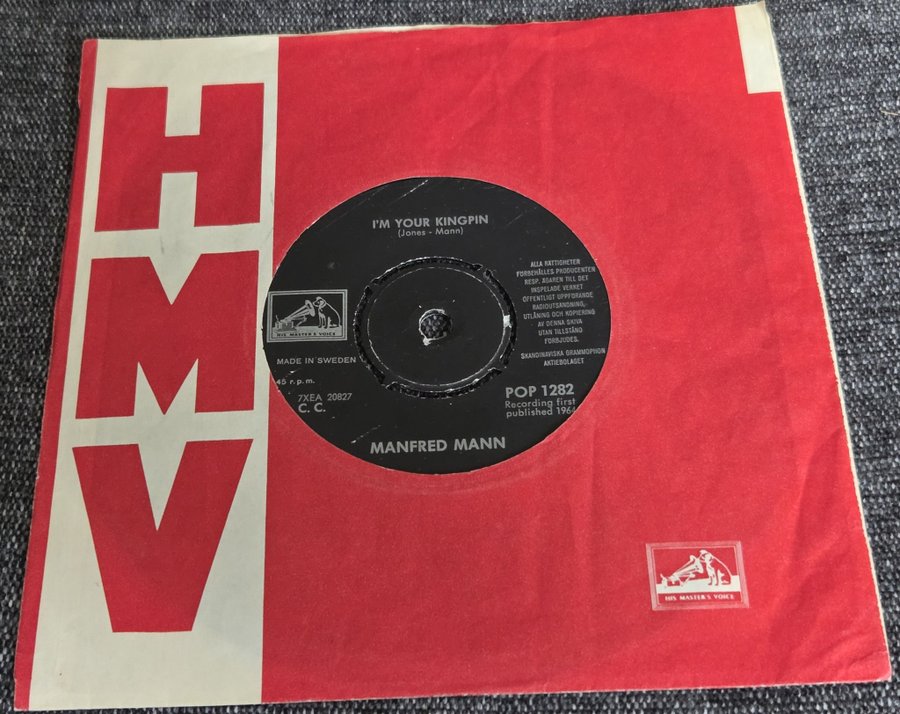 HMV
I'M YOUR KINGPIN
(Jones - Mann)
ALLA RÄTTIGHETER
FÖRBEHÅLLES PRODUCENTEN
RESP. ÄGAREN TILL DET
INSPELADE VERKET
OFFENTLIGT UPPFÖRANDE
RADIOUTSÄNDNING,
UTLÅNING OCH KOPIERING
AV DENNA SKIVA
UTAN TILLSTÅND
FÖRBJUDES.
SKANDINAVISKA GRAMMOPHON
AKTIEBOLAGET
HIS MASTER'S VOICE
MADE IN SWEDEN
45 r.p.m.
7XEA 20827
C. C.
POP 1282
Recording first
published 1964
MANFRED MANN
HIS MASTER'S VOICE